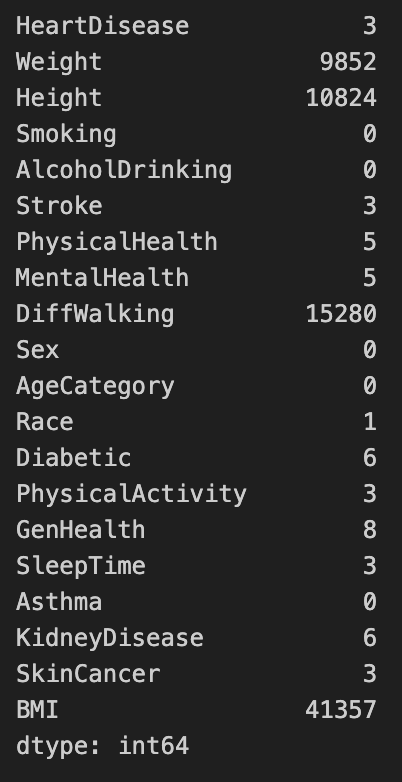 HeartDisease 3
Weight 9852
Height 10824
Smoking 0
AlcoholDrinking 0
Stroke 3
PhysicalHealth 5
MentalHealth 5
DiffWalking 15280
Sex 0
AgeCategory 0
Race 1
Diabetic 6
PhysicalActivity 3
GenHealth 8
SleepTime 3
Asthma 0
KidneyDisease 6
SkinCancer 3
BMI 41357
dtype: int64